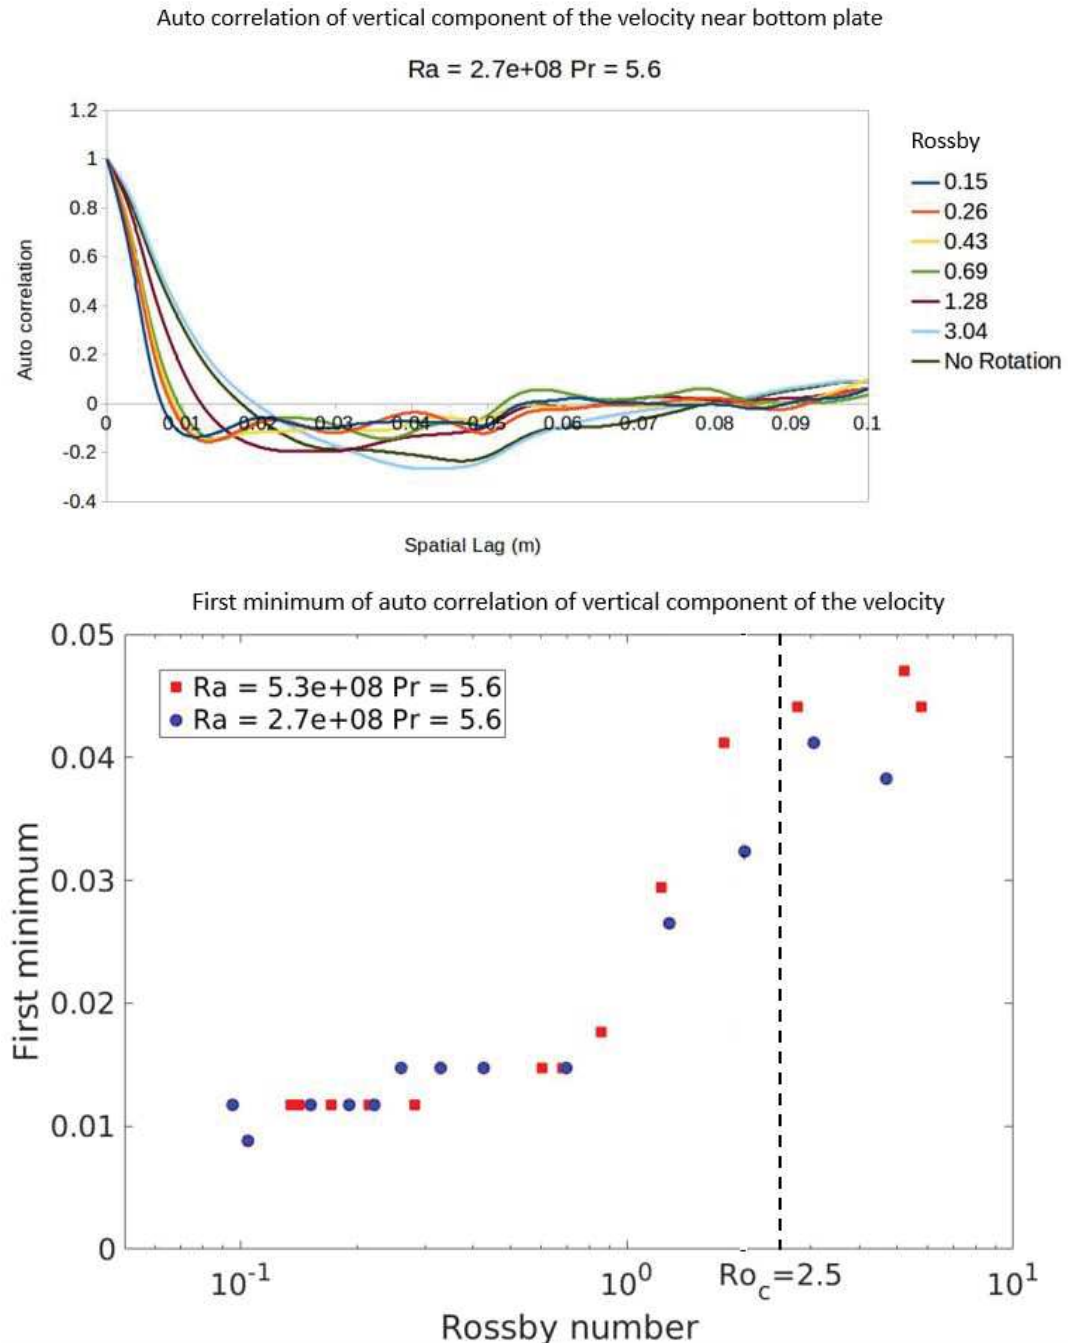 Auto correlation of vertical component of the velocity near bottom plate
Ra = 2.7e+08 Pr = 5.6
1.2
1
0.8
0.6
0.4
0.2
0
-0.2
-0.4
Auto correlation
0 0.01 0.02 0.03 0.04 0.05 0.06 0.07 0.08 0.09 0.1
Spatial Lag (m)
Rossby
0.15
0.26
0.43
0.69
1.28
3.04
No Rotation
First minimum of auto correlation of vertical component of the velocity
0.05
0.04
0.03
0.02
0.01
0
First minimum
Ra = 5.3e+08 Pr = 5.6
Ra = 2.7e+08 Pr = 5.6
10^-1 10^0 Ro_c=2.5 10^1
Rossby number